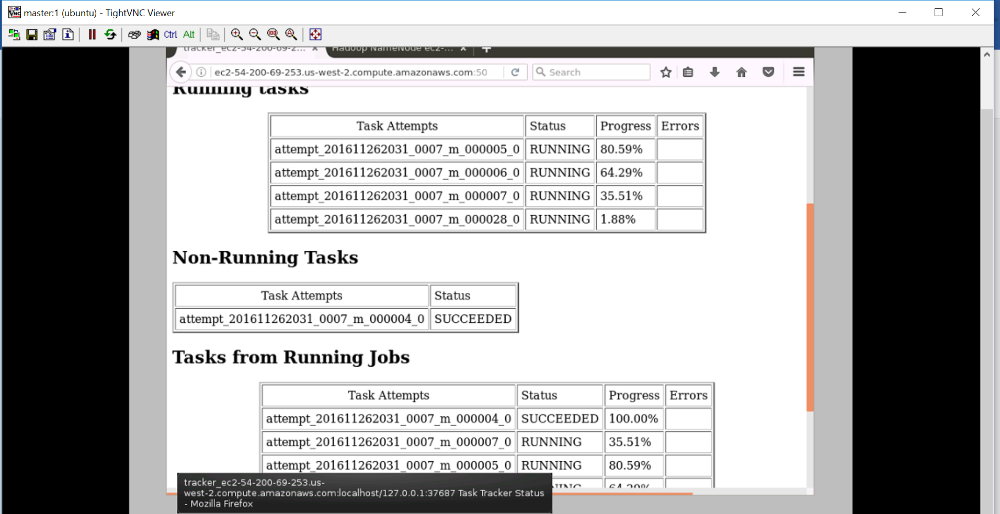 master:1 (ubuntu) - TightVNC Viewer
Ctrl Alt
tracker_ec2-54-200-69-2... × Hadoop NameNode ec2-... × +
ec2-54-200-69-253.us-west-2.compute.amazonaws.com:50 Search
Running tasks
Task Attempts Status Progress Errors
attempt_201611262031_0007_m_000005_0 RUNNING 80.59%
attempt_201611262031_0007_m_000006_0 RUNNING 64.29%
attempt_201611262031_0007_m_000007_0 RUNNING 35.51%
attempt_201611262031_0007_m_000028_0 RUNNING 1.88%
Non-Running Tasks
Task Attempts Status
attempt_201611262031_0007_m_000004_0 SUCCEEDED
Tasks from Running Jobs
Task Attempts Status Progress Errors
attempt_201611262031_0007_m_000004_0 SUCCEEDED 100.00%
attempt_201611262031_0007_m_000007_0 RUNNING 35.51%
attempt_201611262031_0007_m_000005_0 RUNNING 80.59%
64.29%
tracker_ec2-54-200-69-253.us-
west-2.compute.amazonaws.com:localhost/127.0.0.1:37687 Task Tracker Status
- Mozilla Firefox